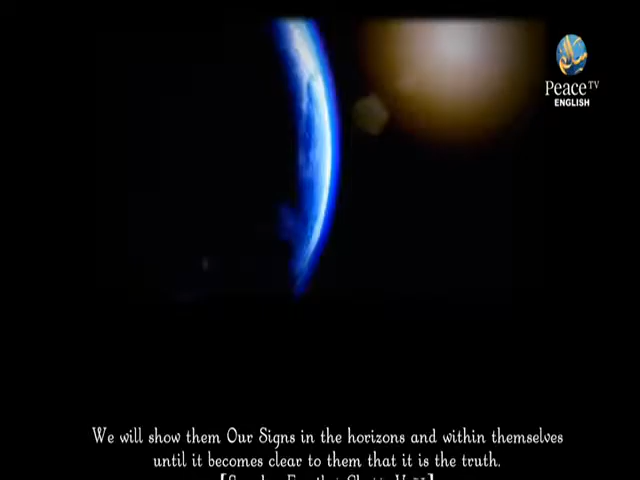 سلام
Peace TV
ENGLISH
We will show them Our Signs in the horizons and within themselves
until it becomes clear to them that it is the truth.